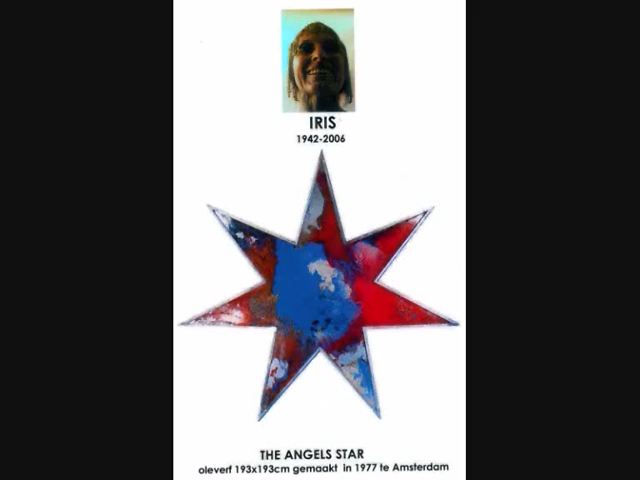 IRIS
1942-2006
THE ANGELS STAR
olieverf 193x193cm gemaakt in 1977 te Amsterdam